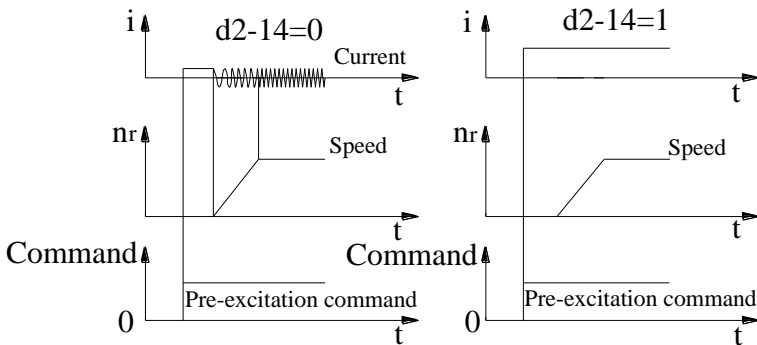 i
d2-14=0
Current
t
nr
Speed
t
Command
Pre-excitation command
0
t
i
d2-14=1
t
nr
Speed
t
Command
Pre-excitation command
0
t